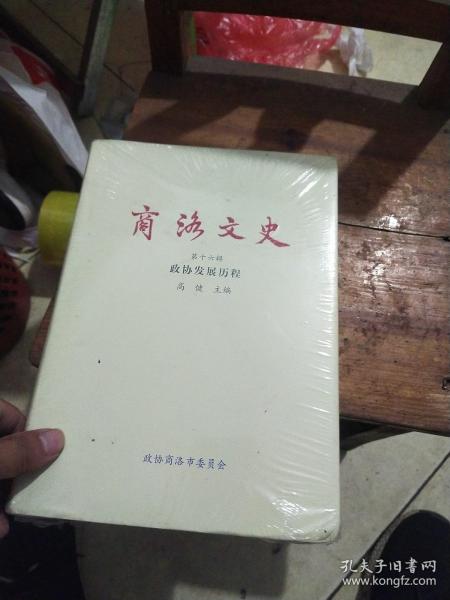 商洛文史
第十六辑
政协发展历程
高健 主编
政协商洛市委员会
孔夫子旧书网
www.kongfz.com